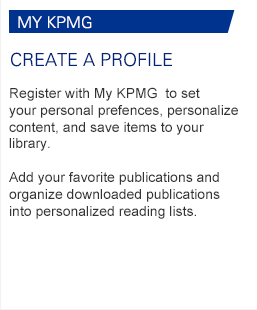 MY KPMG
CREATE A PROFILE
Register with My KPMG  to set
your personal prefences, personalize
content, and save items to your
library.
Add your favorite publications and
organize downloaded publications
into personalized reading lists.